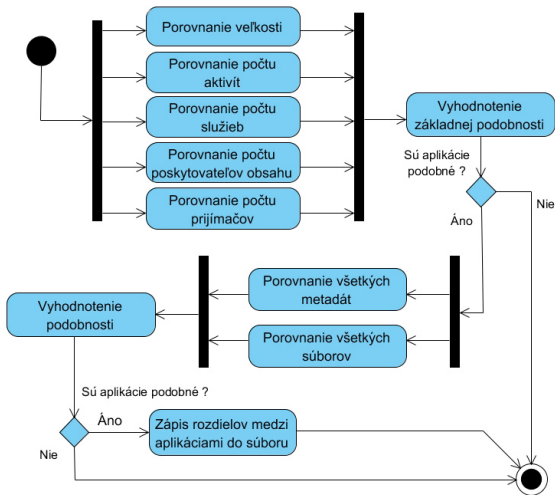 Porovnanie veľkosti
Porovnanie počtu
aktivít
Porovnanie počtu
služieb
Porovnanie počtu
poskytovateľov obsahu
Porovnanie počtu
prijímačov
Vyhodnotenie
základnej podobnosti
Sú aplikácie
podobné ?
Nie
Áno
Porovnanie všetkých
metadát
Porovnanie všetkých
súborov
Vyhodnotenie
podobnosti
Sú aplikácie podobné ?
Áno
Nie
Zápis rozdielov medzi
aplikáciami do súboru